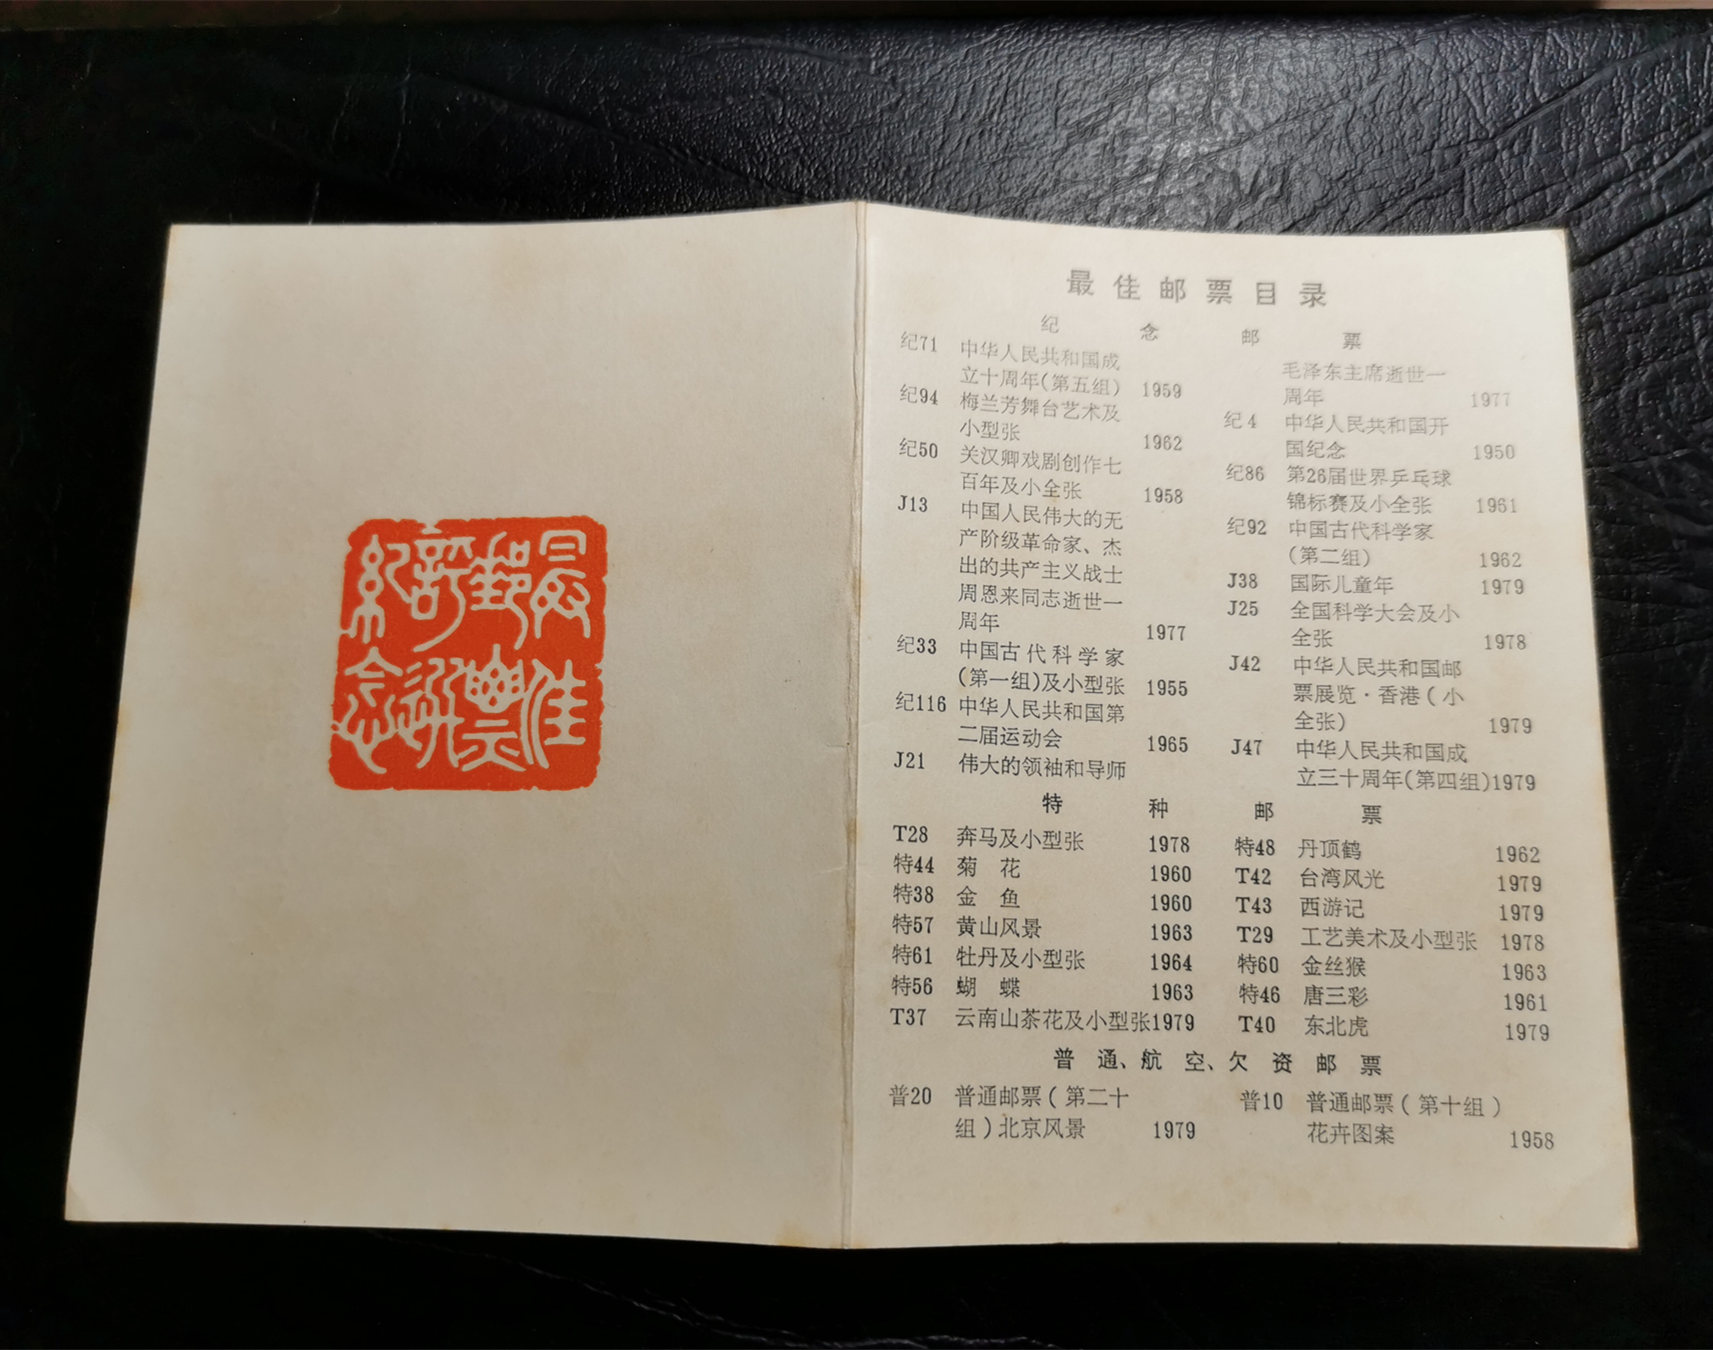 最佳
郵票
評選
紀念
最佳邮票目录
纪念邮票
纪71 中华人民共和国成
立十周年(第五组) 1959
纪94 梅兰芳舞台艺术及
小型张 1962
纪50 关汉卿戏剧创作七
百年及小全张 1958
J13 中国人民伟大的无
产阶级革命家、杰
出的共产主义战士
周恩来同志逝世一
周年 1977
纪33 中国古代科学家
(第一组)及小型张 1955
纪116 中华人民共和国第
二届运动会 1965
J21 伟大的领袖和导师
毛泽东主席逝世一
周年 1977
纪4 中华人民共和国开
国纪念 1950
纪86 第26届世界乒乓球
锦标赛及小全张 1961
纪92 中国古代科学家
(第二组) 1962
J38 国际儿童年 1979
J25 全国科学大会及小
全张 1978
J42 中华人民共和国邮
票展览·香港(小
全张) 1979
J47 中华人民共和国成
立三十周年(第四组)1979
特种邮票
T28 奔马及小型张 1978
特44 菊花 1960
特38 金鱼 1960
特57 黄山风景 1963
特61 牡丹及小型张 1964
特56 蝴蝶 1963
T37 云南山茶花及小型张1979
特48 丹顶鹤 1962
T42 台湾风光 1979
T43 西游记 1979
T29 工艺美术及小型张 1978
特60 金丝猴 1963
特46 唐三彩 1961
T40 东北虎 1979
普通、航空、欠资邮票
普20 普通邮票(第二十
组)北京风景 1979
普10 普通邮票(第十组)
花卉图案 1958